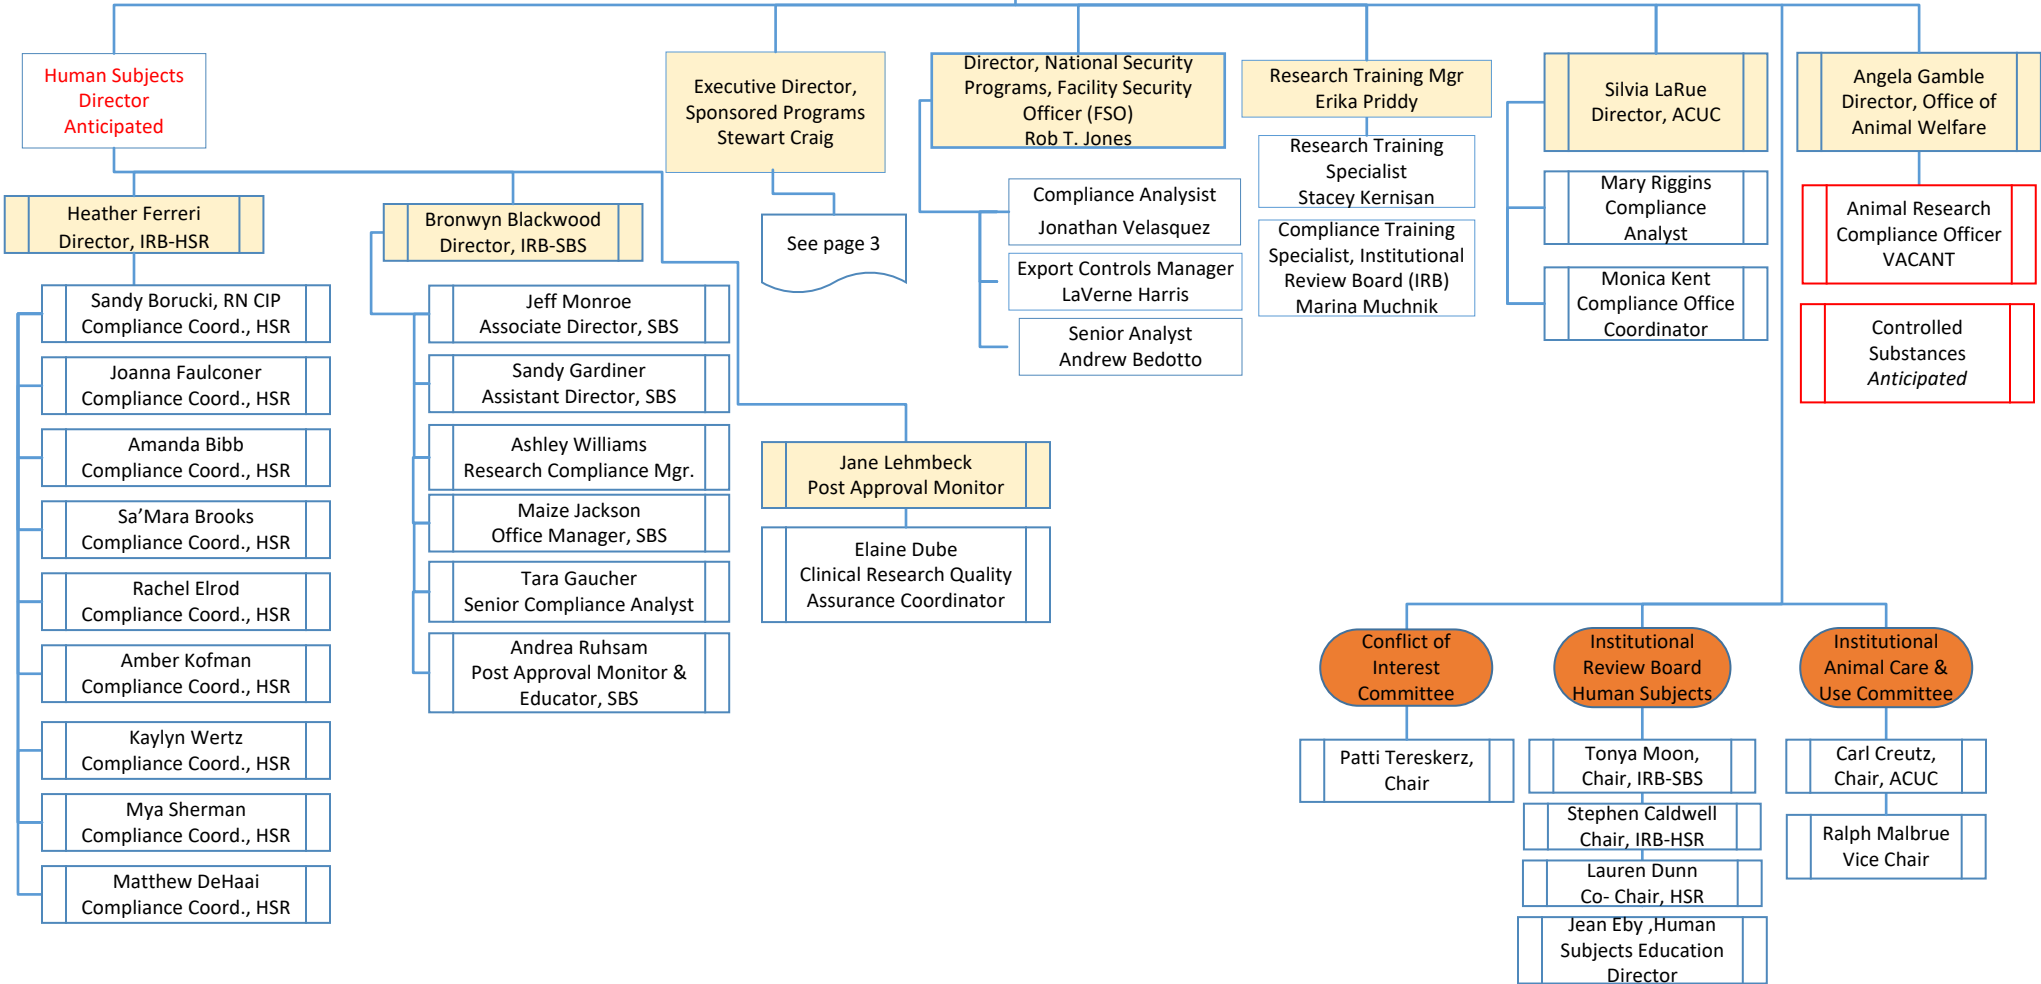 Human Subjects
Director
Anticipated
Executive Director,
Sponsored Programs
Stewart Craig
Director, National Security
Programs, Facility Security
Officer (FSO)
Rob T. Jones
Research Training Mgr
Erika Priddy
Silvia LaRue
Director, ACUC
Angela Gamble
Director, Office of
Animal Welfare
Heather Ferreri
Director, IRB-HSR
Sandy Borucki, RN CIP
Compliance Coord., HSR
Joanna Faulconer
Compliance Coord., HSR
Amanda Bibb
Compliance Coord., HSR
Sa’Mara Brooks
Compliance Coord., HSR
Rachel Elrod
Compliance Coord., HSR
Amber Kofman
Compliance Coord., HSR
Kaylyn Wertz
Compliance Coord., HSR
Mya Sherman
Compliance Coord., HSR
Matthew DeHaai
Compliance Coord., HSR
Bronwyn Blackwood
Director, IRB-SBS
Jeff Monroe
Associate Director, SBS
Sandy Gardiner
Assistant Director, SBS
Ashley Williams
Research Compliance Mgr.
Maize Jackson
Office Manager, SBS
Tara Gaucher
Senior Compliance Analyst
Andrea Ruhsam
Post Approval Monitor &
Educator, SBS
See page 3
Jane Lehmbeck
Post Approval Monitor
Elaine Dube
Clinical Research Quality
Assurance Coordinator
Compliance Analysist
Jonathan Velasquez
Export Controls Manager
LaVerne Harris
Senior Analyst
Andrew Bedotto
Research Training
Specialist
Stacey Kernisan
Compliance Training
Specialist, Institutional
Review Board (IRB)
Marina Muchnik
Mary Riggins
Compliance
Analyst
Monica Kent
Compliance Office
Coordinator
Animal Research
Compliance Officer
VACANT
Controlled
Substances
Anticipated
Conflict of
Interest
Committee
Patti Tereskerz,
Chair
Institutional
Review Board
Human Subjects
Tonya Moon,
Chair, IRB-SBS
Stephen Caldwell
Chair, IRB-HSR
Lauren Dunn
Co- Chair, HSR
Jean Eby ,Human
Subjects Education
Director
Institutional
Animal Care &
Use Committee
Carl Creutz,
Chair, ACUC
Ralph Malbrue
Vice Chair